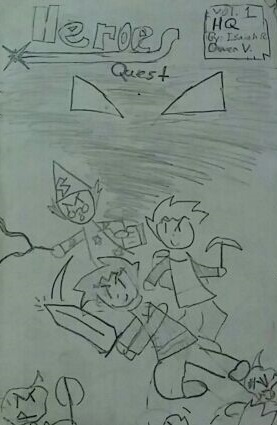 Heroes
Quest
VOL. 1
HQ
By: Isaiah R.
Owen V.